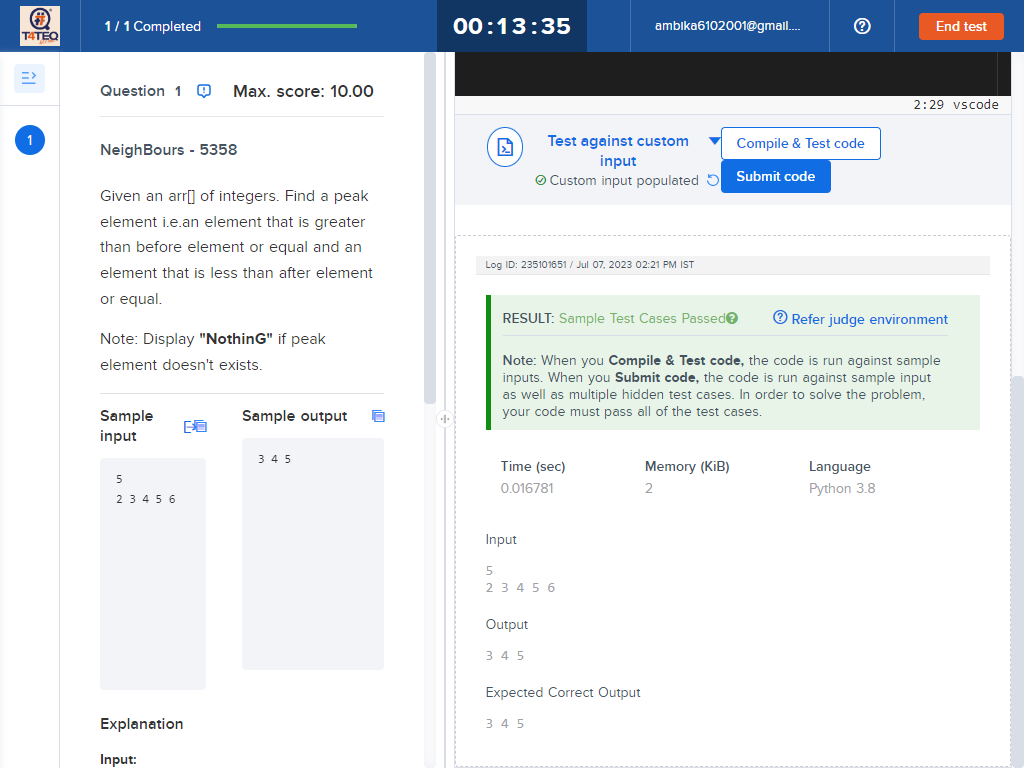 T4TEQ
1 / 1 Completed
00:13:35
ambika6102001@gmail....
End test
1
Question 1
Max. score: 10.00
NeighBours - 5358
Given an arr[] of integers. Find a peak
element i.e.an element that is greater
than before element or equal and an
element that is less than after element
or equal.
Note: Display "NothinG" if peak
element doesn't exists.
Sample
input
Sample output
5
2 3 4 5 6
3 4 5
Explanation
Input:
2:29 vscode
Test against custom
input
Custom input populated
Compile & Test code
Submit code
Log ID: 235101651 / Jul 07, 2023 02:21 PM IST
RESULT: Sample Test Cases Passed
Refer judge environment
Note: When you Compile & Test code, the code is run against sample
inputs. When you Submit code, the code is run against sample input
as well as multiple hidden test cases. In order to solve the problem,
your code must pass all of the test cases.
Time (sec)
Memory (KiB)
Language
0.016781
2
Python 3.8
Input
5
2 3 4 5 6
Output
3 4 5
Expected Correct Output
3 4 5